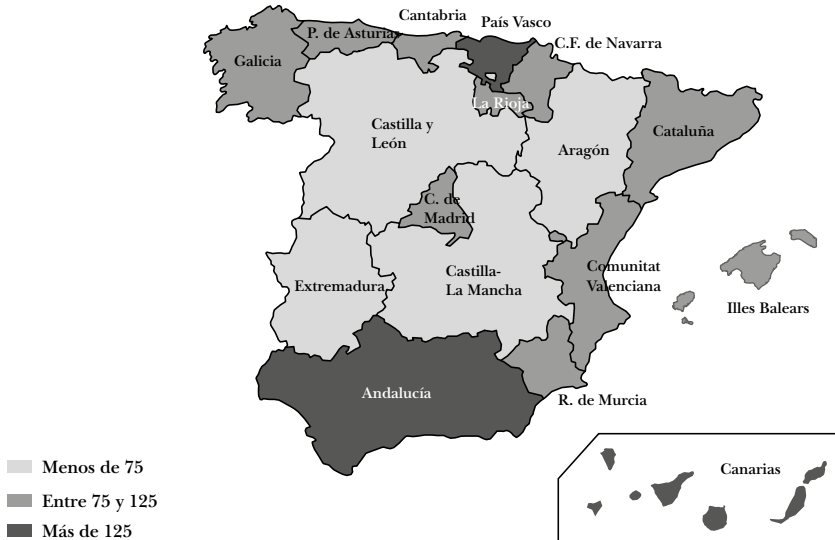 Cantabria
País Vasco
P. de Asturias
C.F. de Navarra
Galicia
La Rioja
Castilla y
León
Cataluña
Aragón
C. de
Madrid
Comunitat
Valenciana
Castilla-
La Mancha
Extremadura
Illes Balears
Andalucía
R. de Murcia
Canarias
Menos de 75
Entre 75 y 125
Más de 125